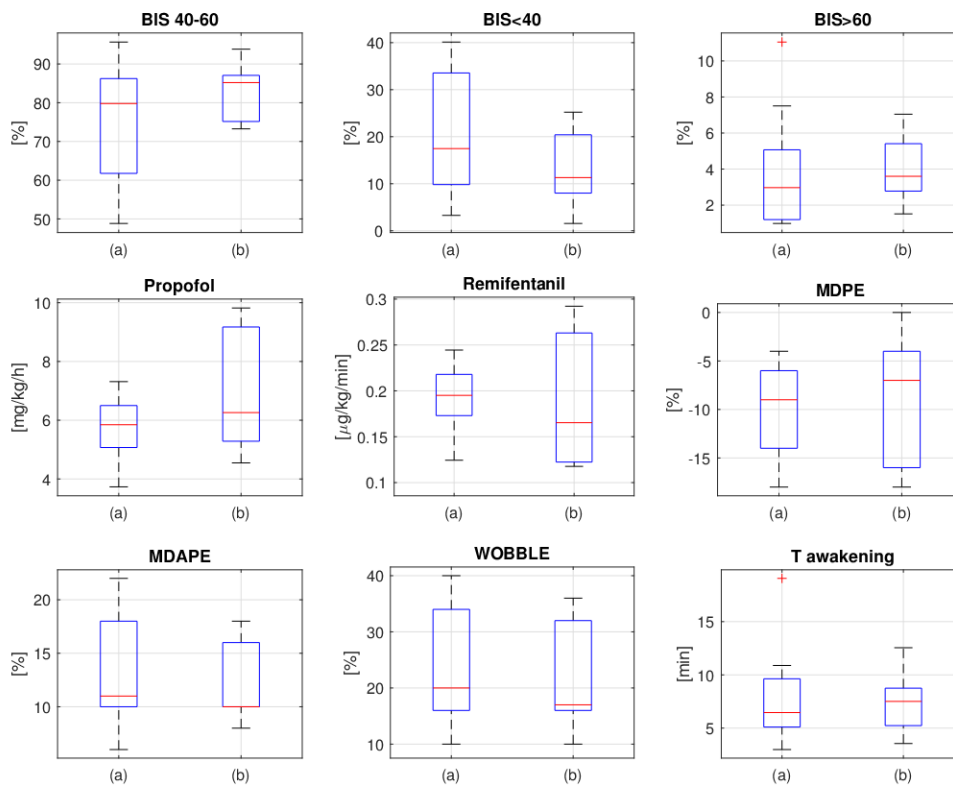 BIS 40-60
[%]
90
80
70
60
50
(a) (b)
BIS<40
[%]
40
30
20
10
0
(a) (b)
BIS>60
[%]
10
8
6
4
2
(a) (b)
Propofol
[mg/kg/h]
10
8
6
4
(a) (b)
Remifentanil
[μg/kg/min]
0.3
0.25
0.2
0.15
0.1
(a) (b)
MDPE
[%]
0
-5
-10
-15
(a) (b)
MDAPE
[%]
20
10
(a) (b)
WOBBLE
[%]
40
30
20
10
(a) (b)
T awakening
[min]
15
10
5
(a) (b)